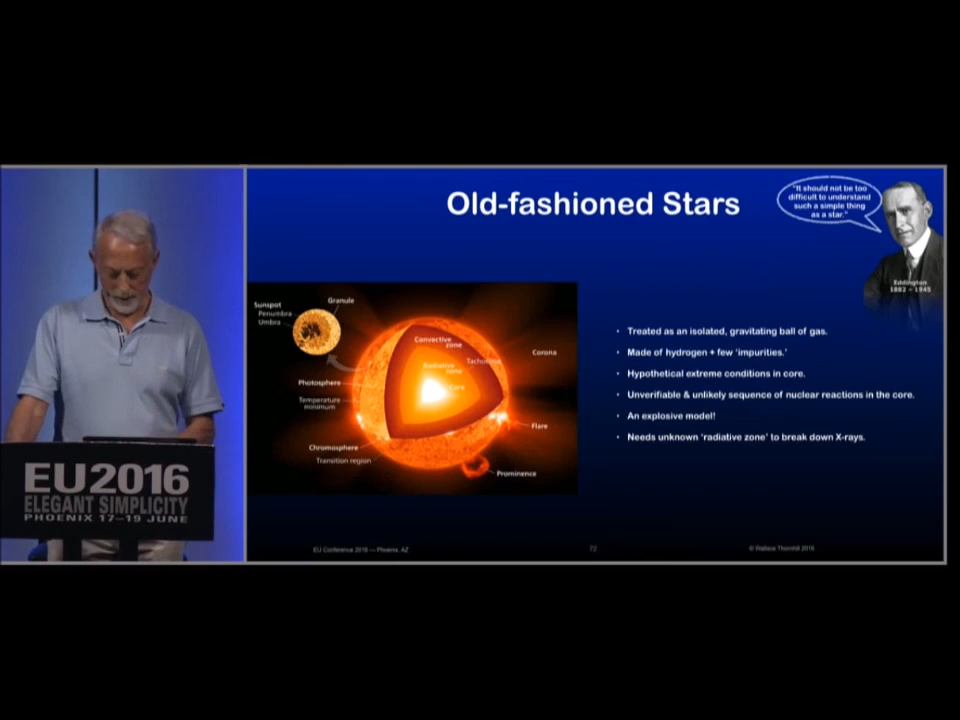 Old-fashioned Stars
"It should not be too
difficult to understand
such a simple thing
as a star."
Eddington
1882 – 1945
Sunspot
Penumbra
Umbra
Granule
Convective
zone
Radiative
zone
Core
Corona
Photosphere
Temperature
minimum
Flare
Chromosphere
Transition region
Prominence
• Treated as an isolated, gravitating ball of gas.
• Made of hydrogen + few 'impurities.'
• Hypothetical extreme conditions in core.
• Unverifiable & unlikely sequence of nuclear reactions in the core.
• An explosive model!
• Needs unknown 'radiative zone' to break down X-rays.
EU2016
ELEGANT SIMPLICITY
PHOENIX 17–19 JUNE
EU Conference 2016 — Phoenix, AZ
72
© Wallace Thornhill 2016